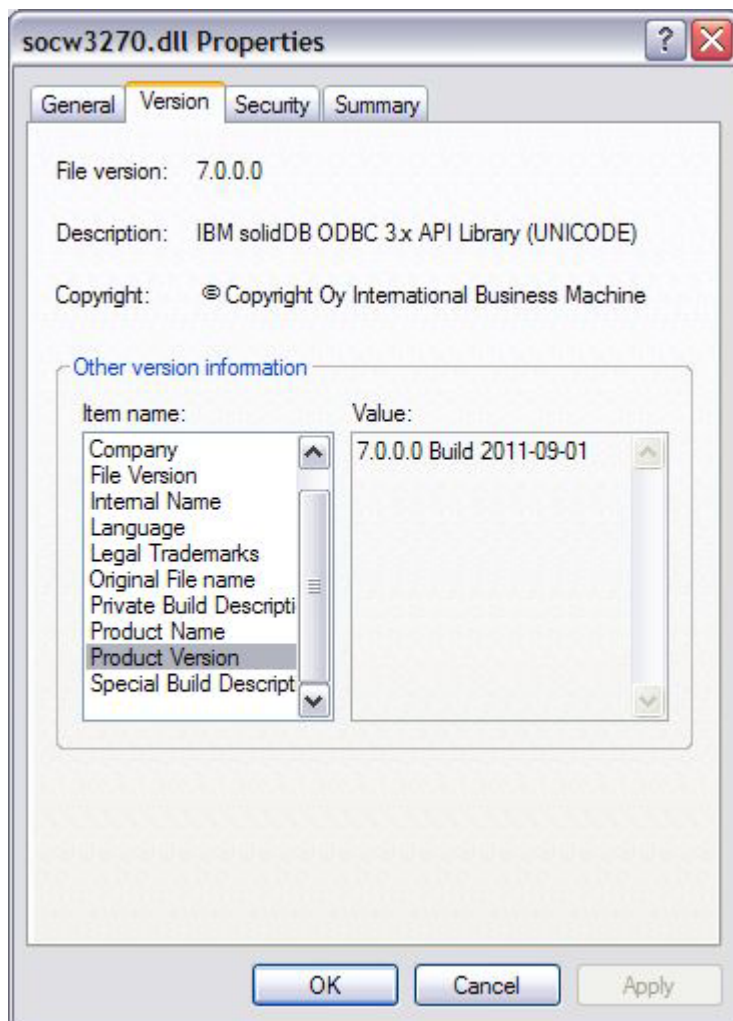 socw3270.dll Properties
General Version Security Summary
File version: 7.0.0.0
Description: IBM solidDB ODBC 3.x API Library (UNICODE)
Copyright: © Copyright Oy International Business Machine
Other version information
Item name: Value:
Company 7.0.0.0 Build 2011-09-01
File Version
Internal Name
Language
Legal Trademarks
Original File name
Private Build Descripti
Product Name
Product Version
Special Build Descript
OK Cancel Apply